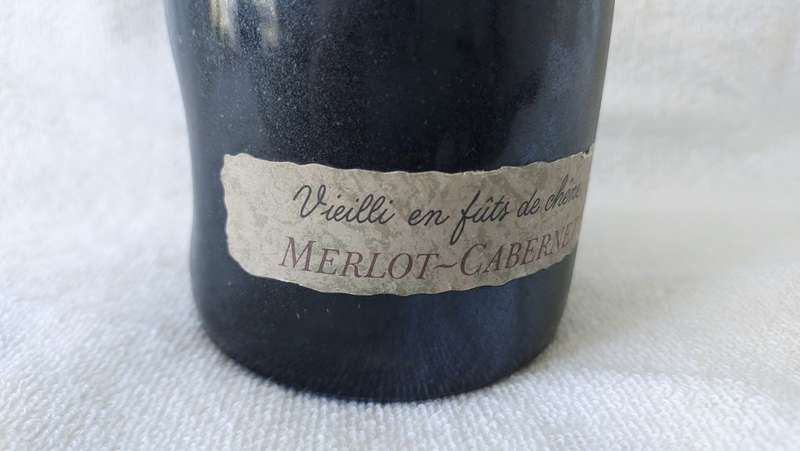 Vieilli en fûts de chêne
MERLOT~CABERNET